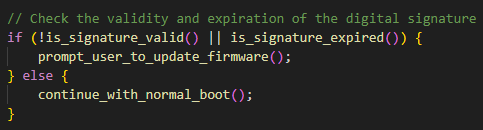 // Check the validity and expiration of the digital signature
if (!is_signature_valid() || is_signature_expired()) {
    prompt_user_to_update_firmware();
} else {
    continue_with_normal_boot();
}